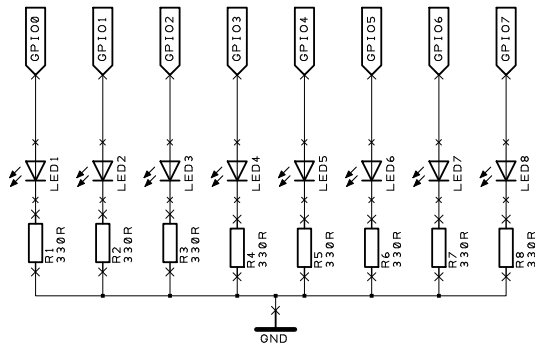 GPIO0
GPIO1
GPIO2
GPIO3
GPIO4
GPIO5
GPIO6
GPIO7
LED1
LED2
LED3
LED4
LED5
LED6
LED7
LED8
R1
330R
R2
330R
R3
330R
R4
330R
R5
330R
R6
330R
R7
330R
R8
330R
GND